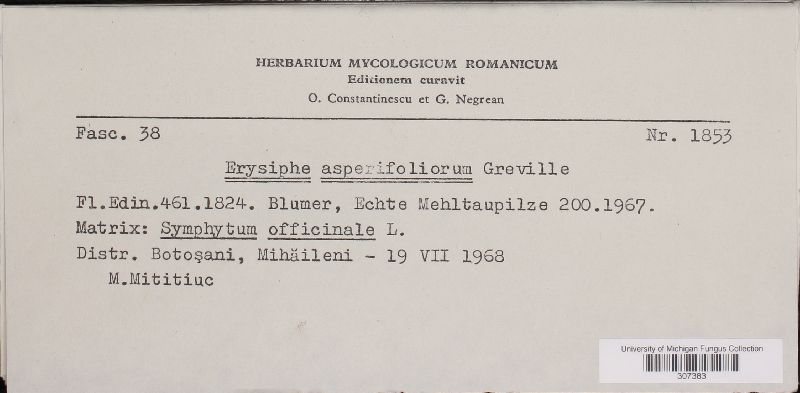 HERBARIUM MYCOLOGICUM ROMANICUM
Editionem curavit
O. Constantinescu et G. Negrean
Fasc. 38 Nr. 1853
Erysiphe asperifoliorum Greville
Fl.Edin.461.1824. Blumer, Echte Mehltaupilze 200.1967.
Matrix: Symphytum officinale L.
Distr. Botoşani, Mihăileni - 19 VII 1968
M.Mititiuc
University of Michigan Fungus Collection
307383